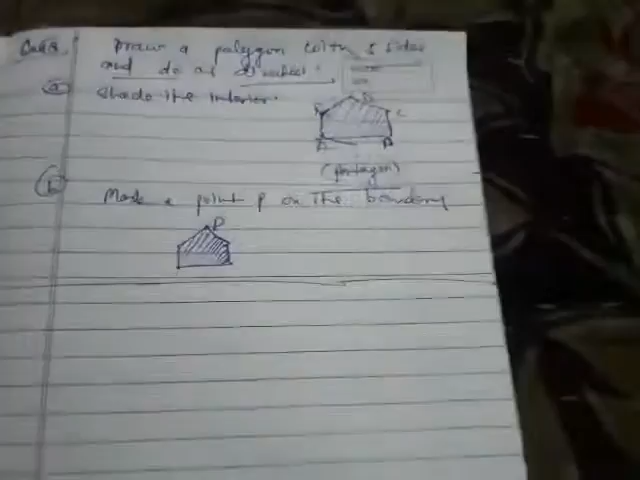 Draw a polygon with 5 sides
and do as directed.
(a) Shade the interior.
D
E C
A B
(pentagon)
(b) Mark a point P on the boundary
P